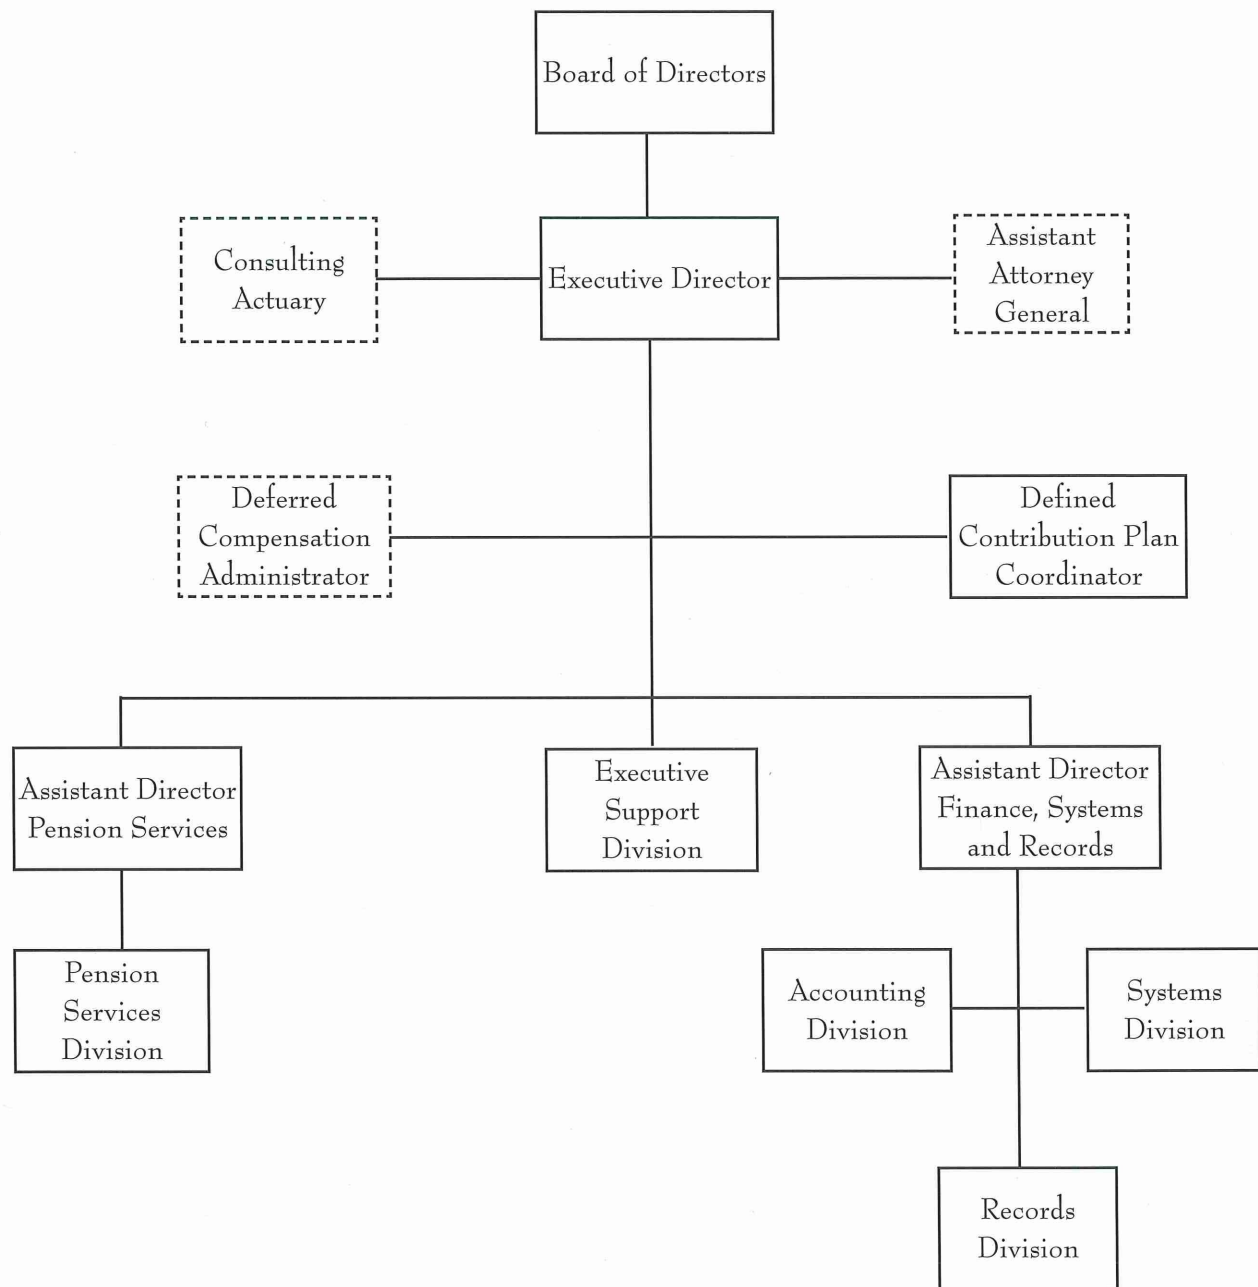 Board of Directors
Consulting
Actuary
Executive Director
Assistant
Attorney
General
Deferred
Compensation
Administrator
Defined
Contribution Plan
Coordinator
Assistant Director
Pension Services
Executive
Support
Division
Assistant Director
Finance, Systems
and Records
Pension
Services
Division
Accounting
Division
Systems
Division
Records
Division